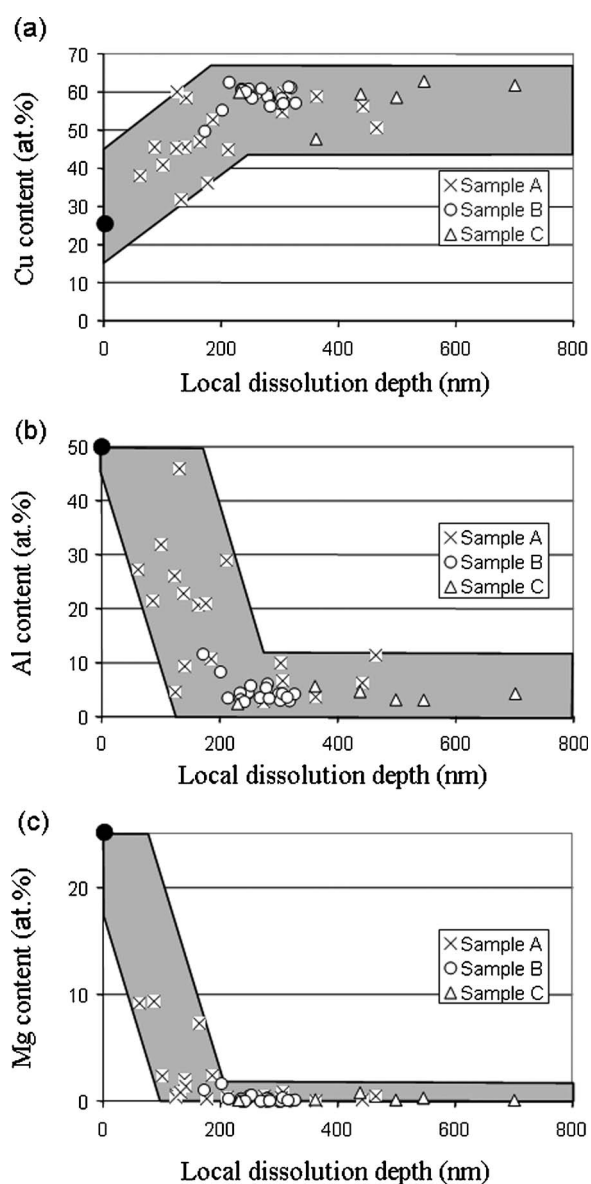 (a)
Cu content (at.%)
70
60
50
40
30
20
10
0
Sample A
Sample B
Sample C
0 200 400 600 800
Local dissolution depth (nm)
(b)
Al content (at.%)
50
40
30
20
10
0
Sample A
Sample B
Sample C
0 200 400 600 800
Local dissolution depth (nm)
(c)
Mg content (at.%)
20
10
0
Sample A
Sample B
Sample C
0 200 400 600 800
Local dissolution depth (nm)